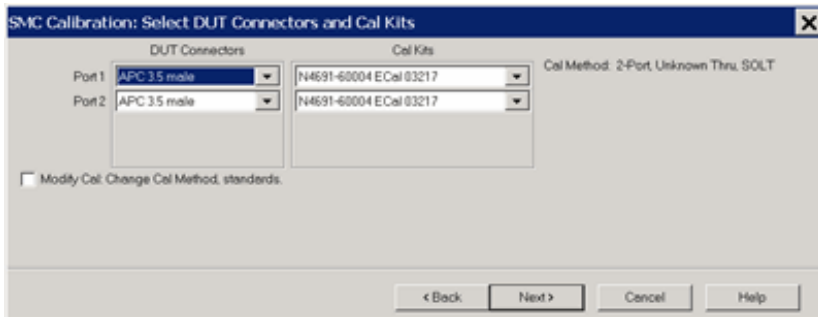 SMC Calibration: Select DUT Connectors and Cal Kits
DUT Connectors Cal Kits
Port 1 APC 3.5 male N4691-60004 ECal 03217 Cal Method: 2-Port, Unknown Thru, SOLT
Port 2 APC 3.5 male N4691-60004 ECal 03217
Modify Cal: Change Cal Method, standards.
< Back Next > Cancel Help